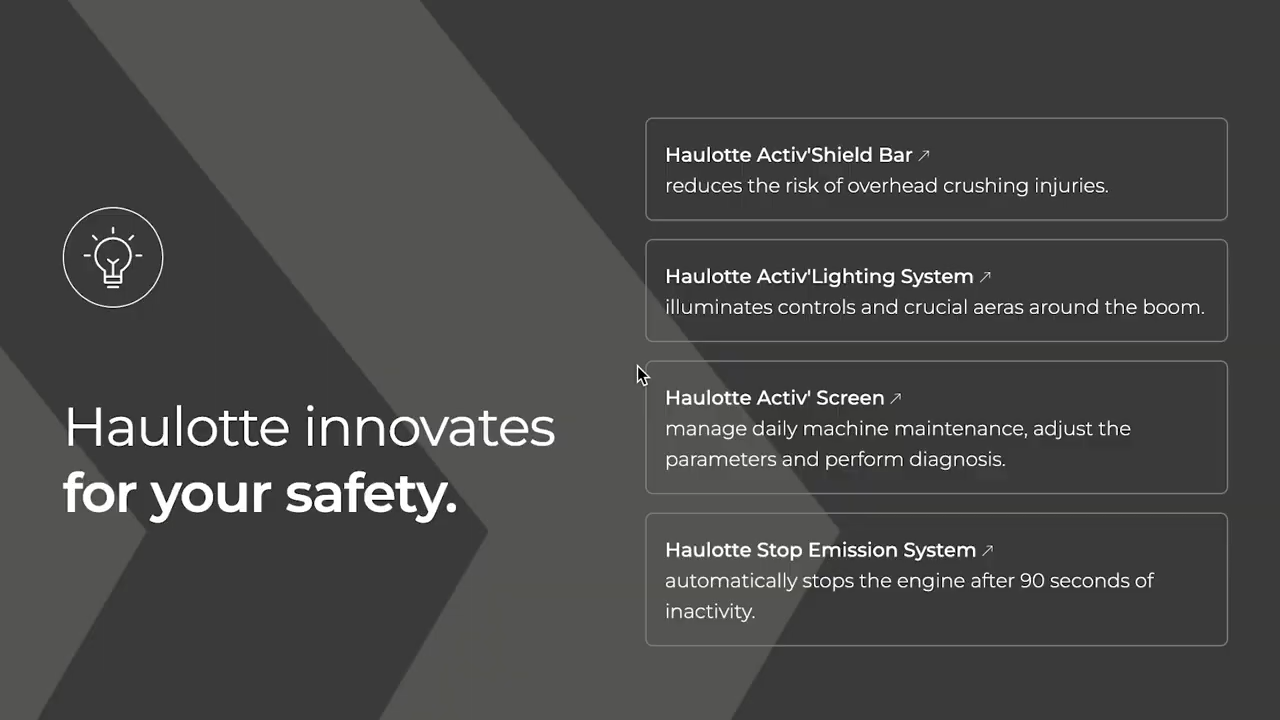 Haulotte innovates
for your safety.
Haulotte Activ'Shield Bar ↗
reduces the risk of overhead crushing injuries.
Haulotte Activ'Lighting System ↗
illuminates controls and crucial aeras around the boom.
Haulotte Activ' Screen ↗
manage daily machine maintenance, adjust the
parameters and perform diagnosis.
Haulotte Stop Emission System ↗
automatically stops the engine after 90 seconds of
inactivity.